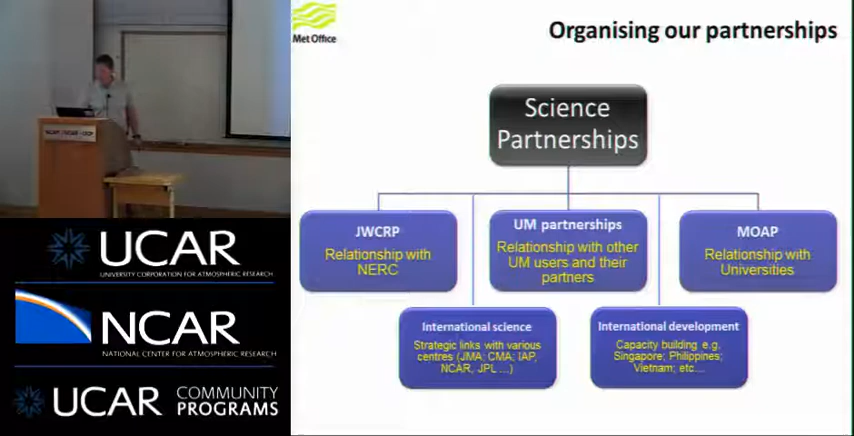 Met Office
Organising our partnerships
Science
Partnerships
JWCRP
Relationship with
NERC
UM partnerships
Relationship with other
UM users and their
partners
MOAP
Relationship with
Universities
International science
Strategic links with various
centres (JMA; CMA; IAP,
NCAR, JPL ...)
International development
Capacity building e.g.
Singapore; Philippines;
Vietnam; etc...
UCAR
UNIVERSITY CORPORATION FOR ATMOSPHERIC RESEARCH
NCAR
NATIONAL CENTER FOR ATMOSPHERIC RESEARCH
UCAR COMMUNITY
PROGRAMS